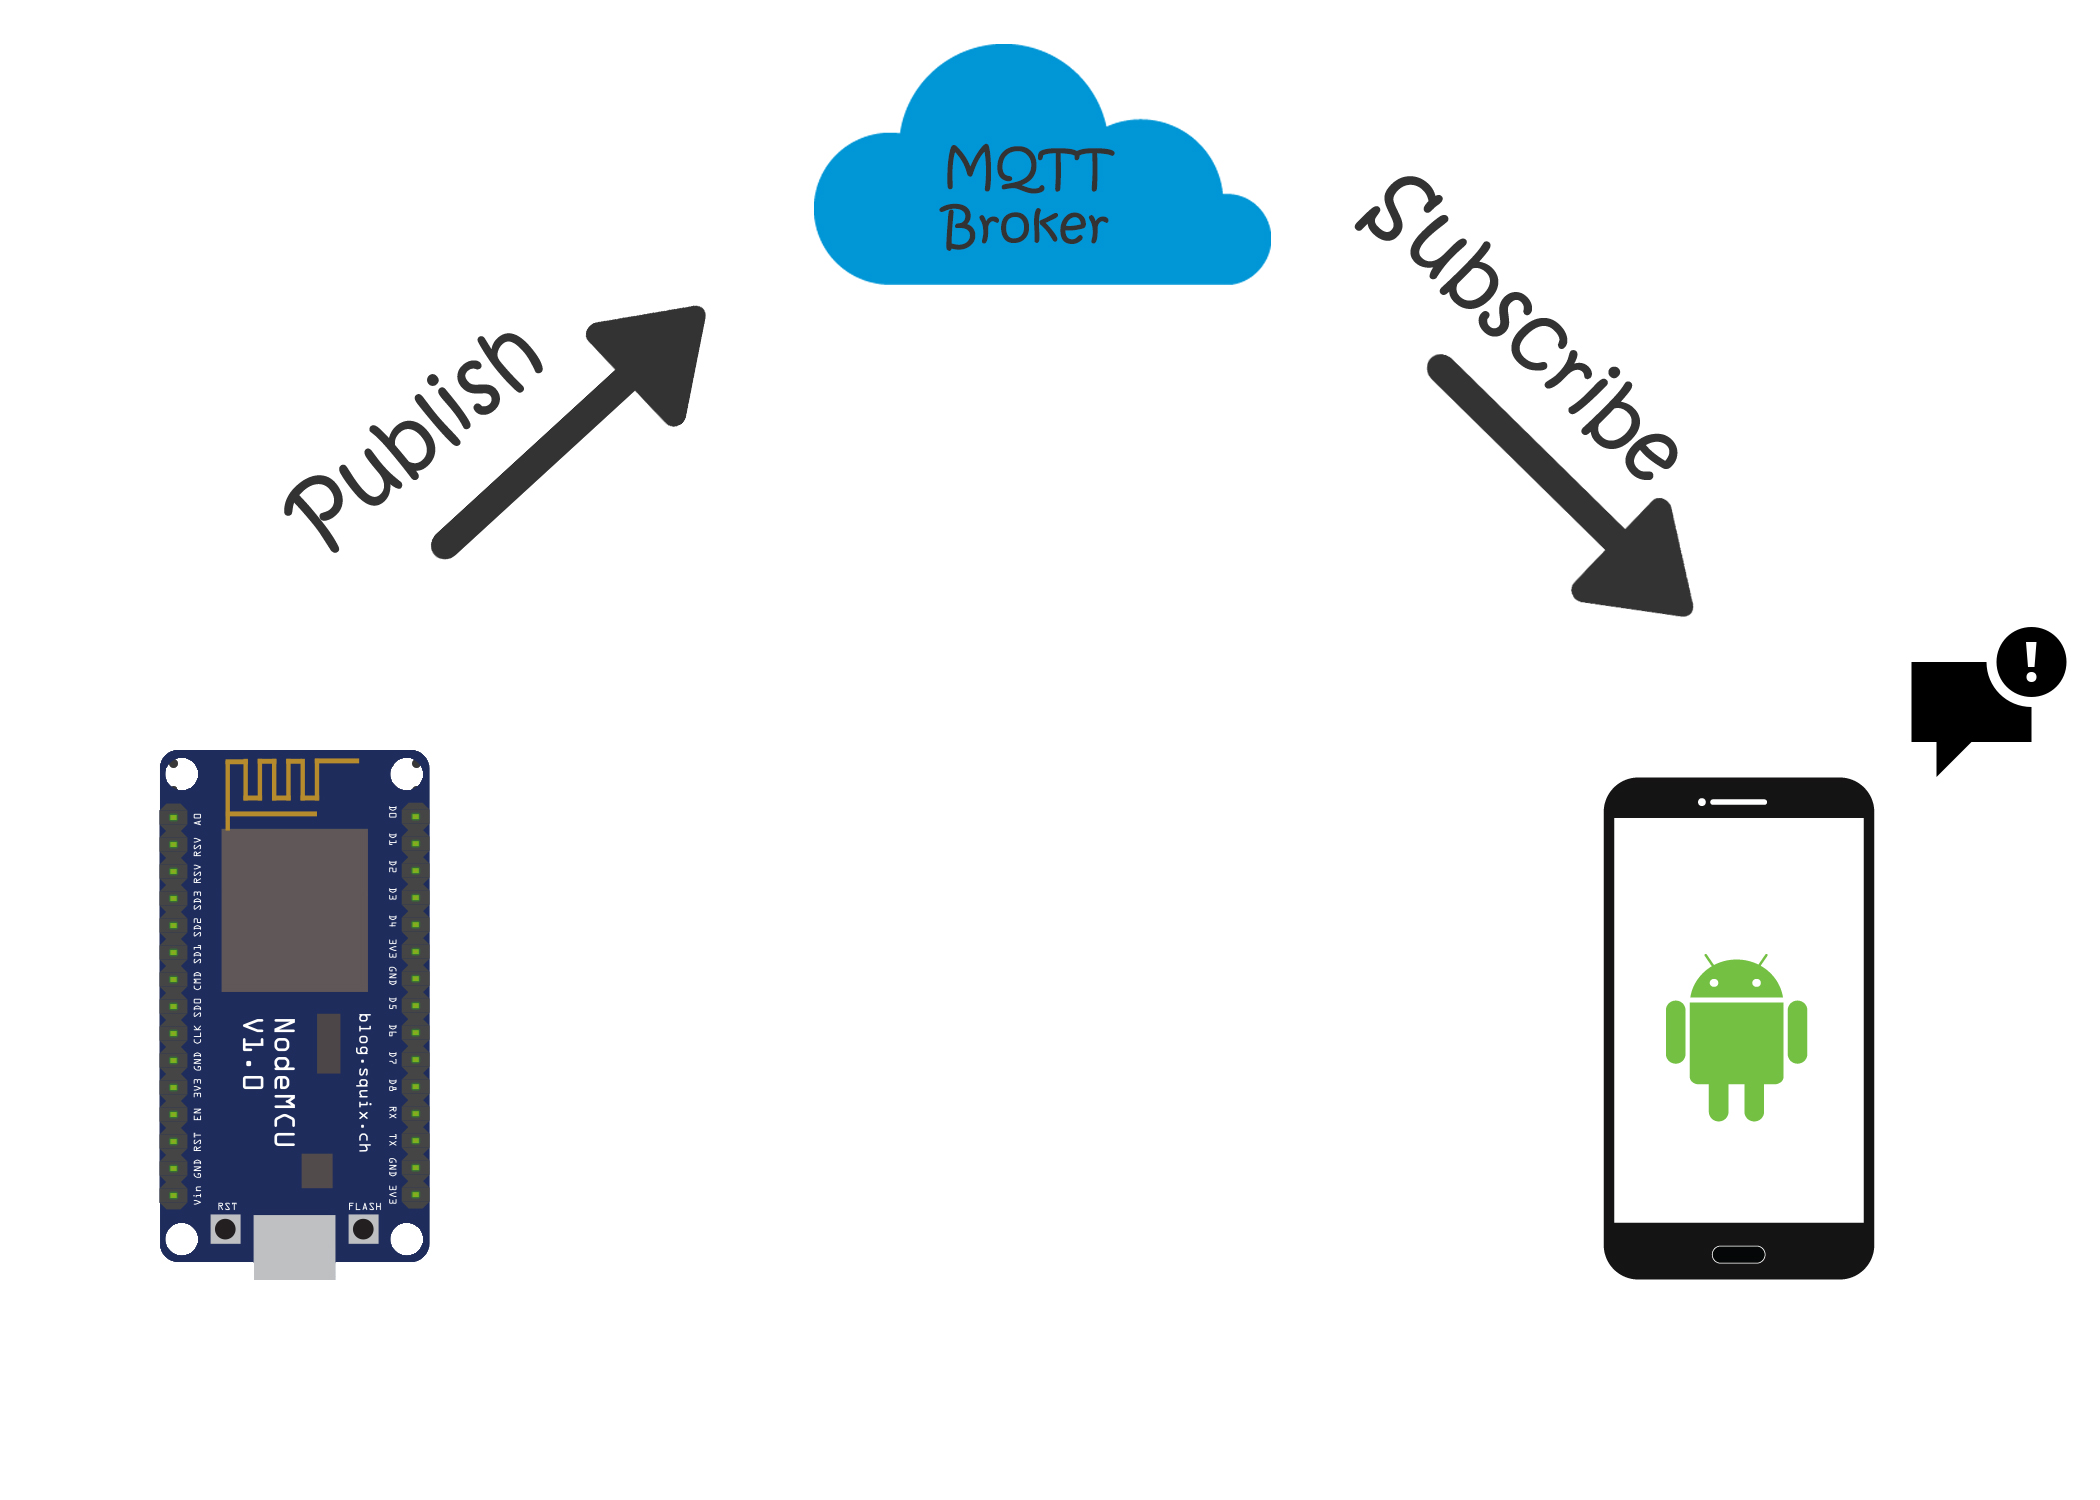 MQTT
Broker
Publish
Subscribe
!
A0
RSV
RSV
SD3
SD2
SD1
CMD
SD0
CLK
GND
3V3
EN
RST
GND
Vin
D0
D1
D2
D3
D4
3V3
GND
D5
D6
D7
D8
RX
TX
GND
3V3
NodeMCU
V1.0
blog.squix.ch
RST
FLASH